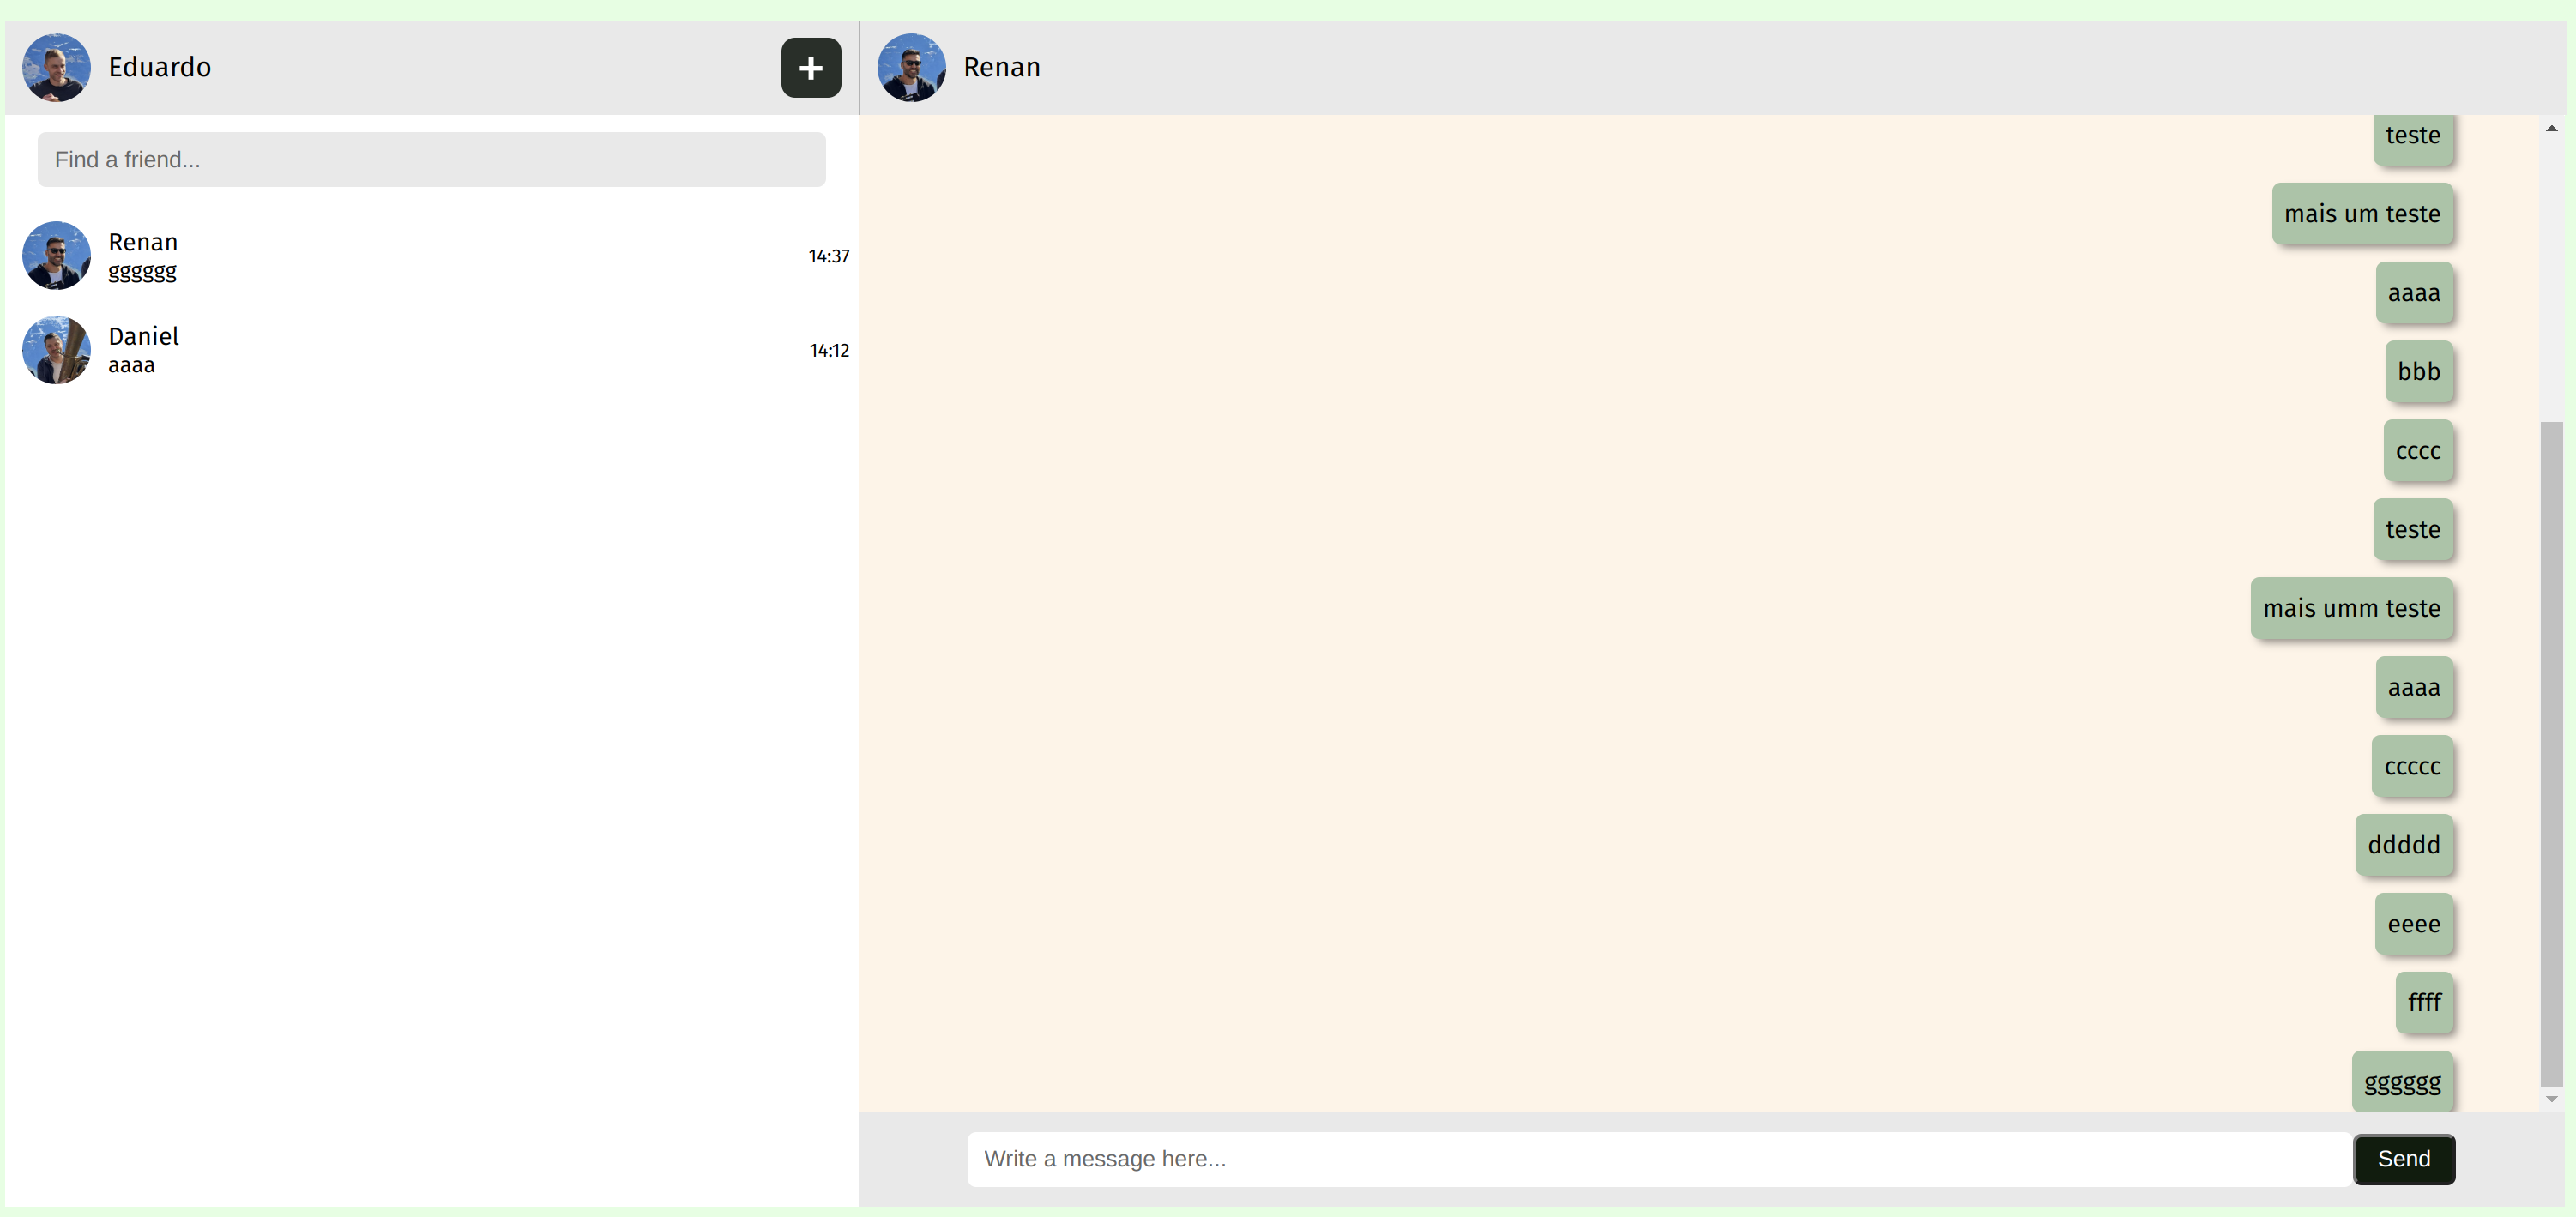 Eduardo
+
Find a friend...
Renan
gggggg
14:37
Daniel
aaaa
14:12
Renan
teste
mais um teste
aaaa
bbb
cccc
teste
mais umm teste
aaaa
ccccc
ddddd
eeee
ffff
gggggg
Write a message here...
Send